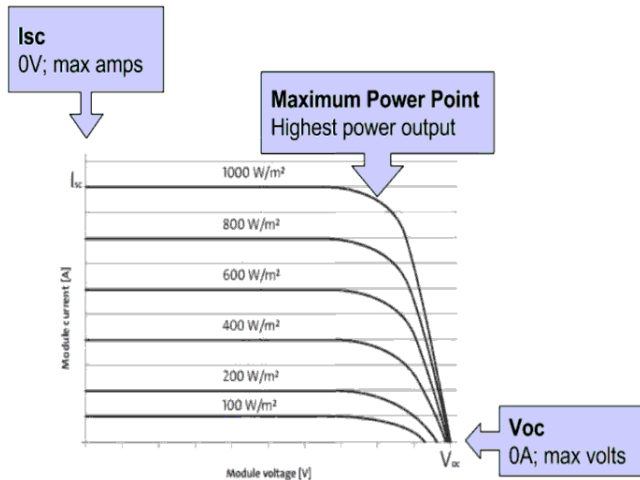 Isc
0V; max amps
Maximum Power Point
Highest power output
Isc
1000 W/m²
800 W/m²
600 W/m²
400 W/m²
200 W/m²
100 W/m²
Module current [A]
Voc
Module voltage [V]
Voc
0A; max volts